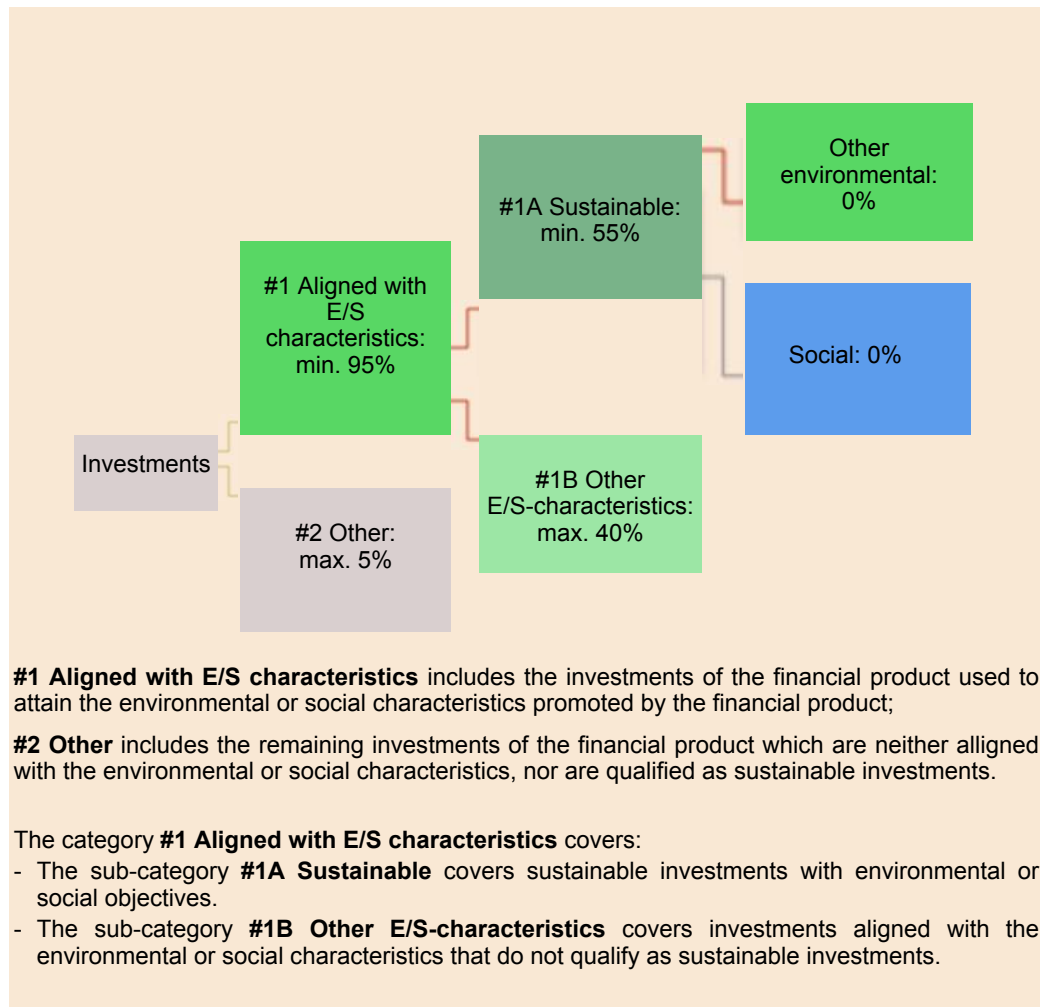 Other
environmental:
0%
#1A Sustainable:
min. 55%
#1 Aligned with
E/S
characteristics:
min. 95%
Social: 0%
Investments
#1B Other
E/S-characteristics:
max. 40%
#2 Other:
max. 5%
#1 Aligned with E/S characteristics includes the investments of the financial product used to
attain the environmental or social characteristics promoted by the financial product;
#2 Other includes the remaining investments of the financial product which are neither alligned
with the environmental or social characteristics, nor are qualified as sustainable investments.
The category #1 Aligned with E/S characteristics covers:
- The sub-category #1A Sustainable covers sustainable investments with environmental or
social objectives.
- The sub-category #1B Other E/S-characteristics covers investments aligned with the
environmental or social characteristics that do not qualify as sustainable investments.